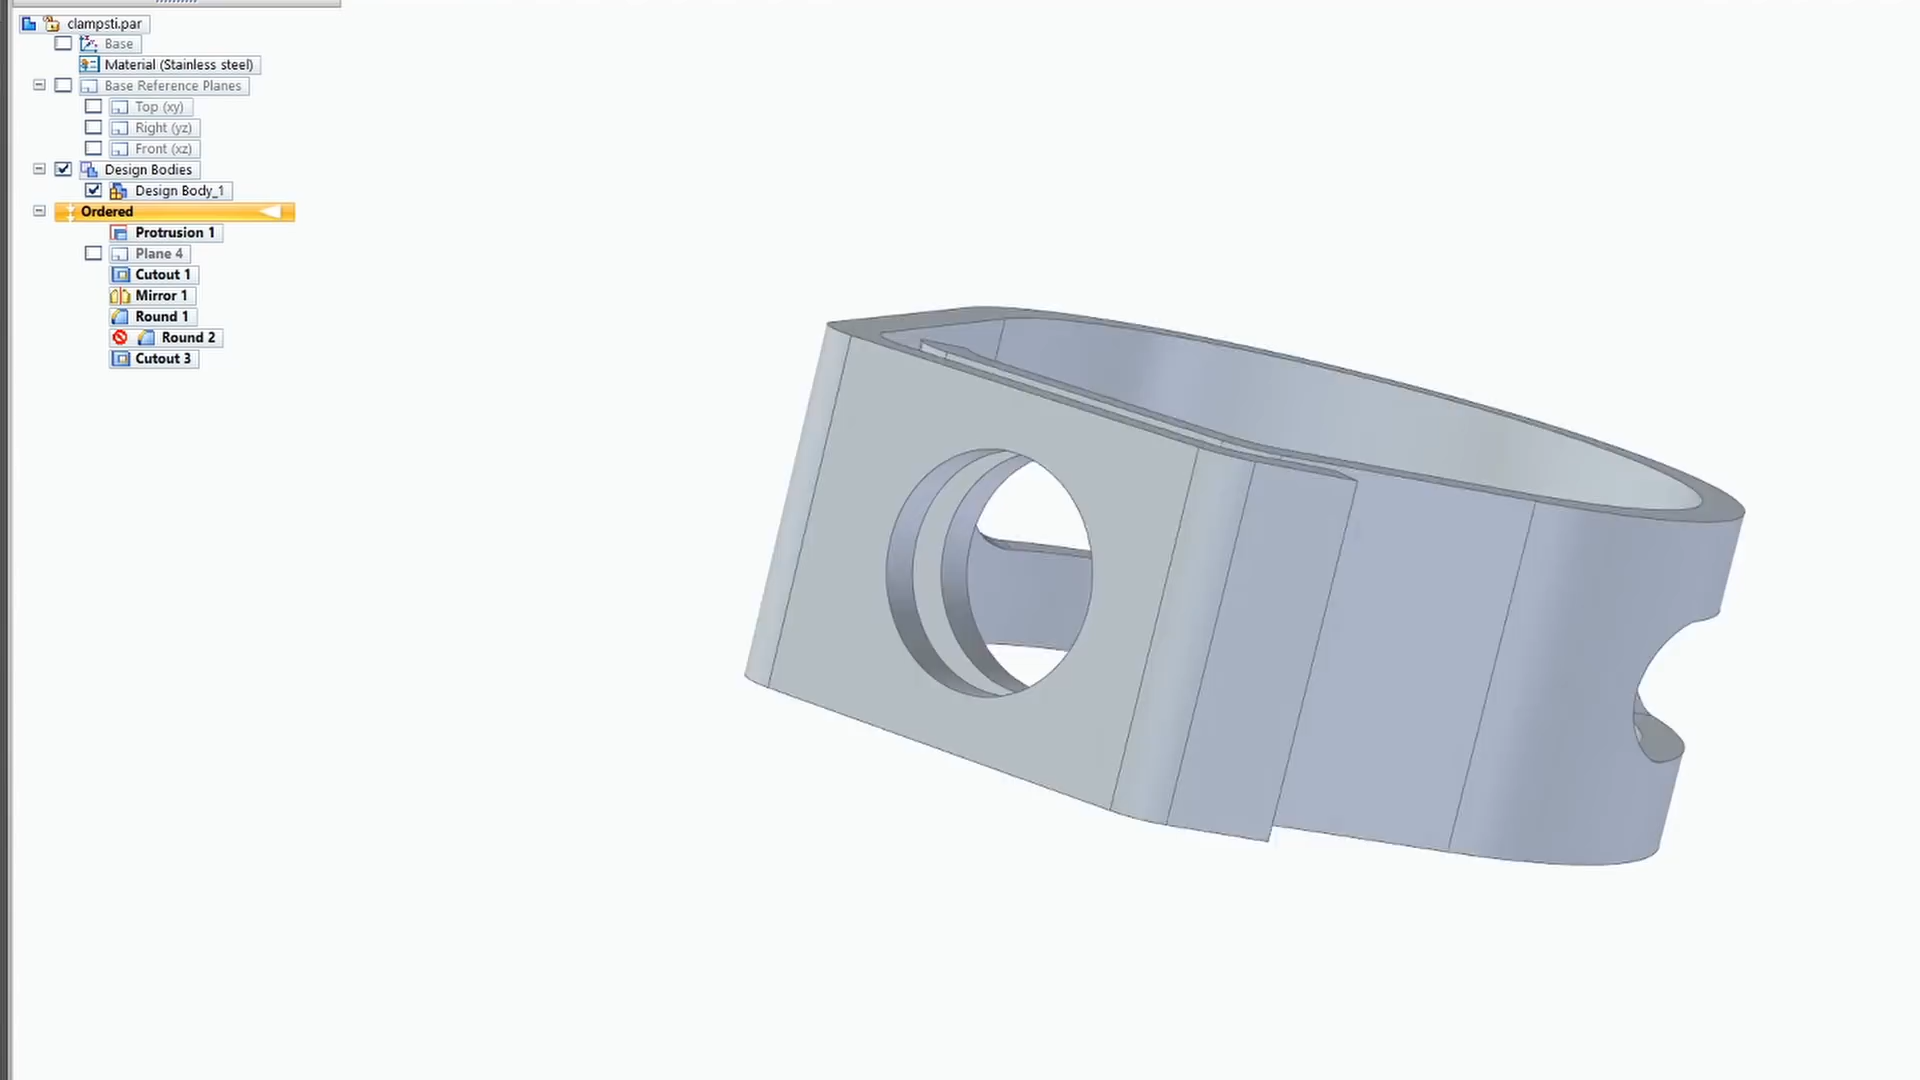 clampsti.par
Base
Material (Stainless steel)
Base Reference Planes
Top (xy)
Right (yz)
Front (xz)
Design Bodies
Design Body_1
Ordered
Protrusion 1
Plane 4
Cutout 1
Mirror 1
Round 1
Round 2
Cutout 3